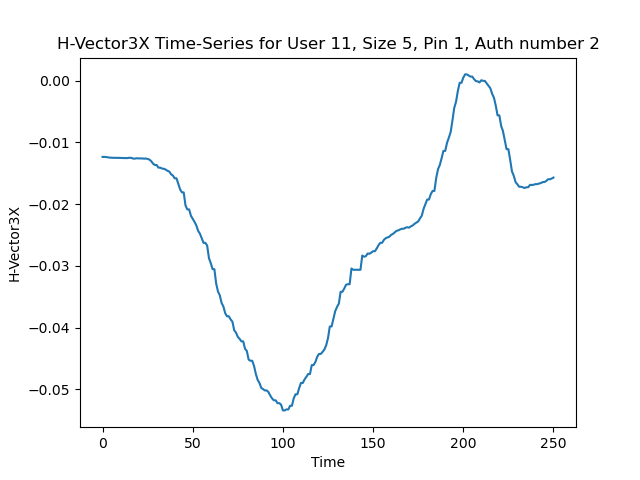 H-Vector3X Time-Series for User 11, Size 5, Pin 1, Auth number 2
0.00
−0.01
−0.02
−0.03
−0.04
−0.05
H-Vector3X
0 50 100 150 200 250
Time